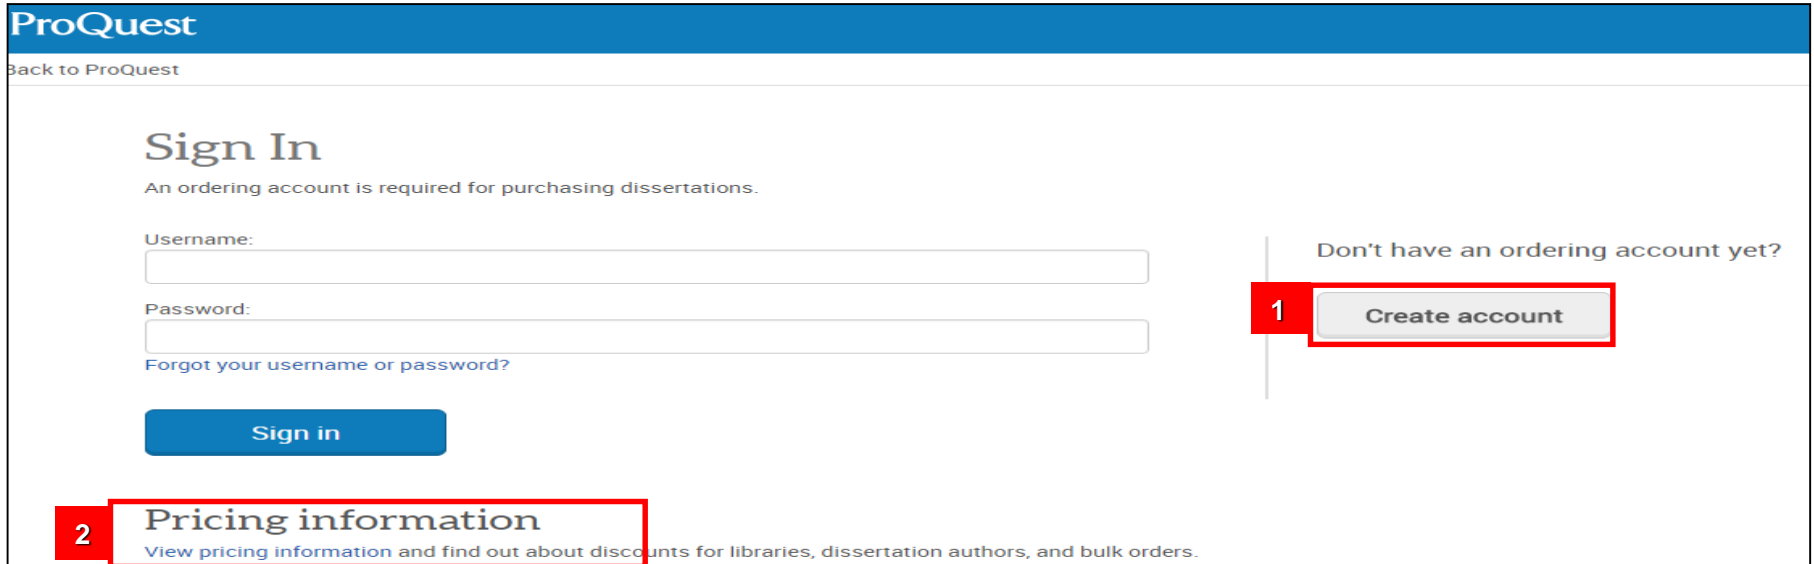 ProQuest
Back to ProQuest
Sign In
An ordering account is required for purchasing dissertations.
Username:
Password:
Forgot your username or password?
Sign in
Don't have an ordering account yet?
1
Create account
2
Pricing information
View pricing information and find out about discounts for libraries, dissertation authors, and bulk orders.